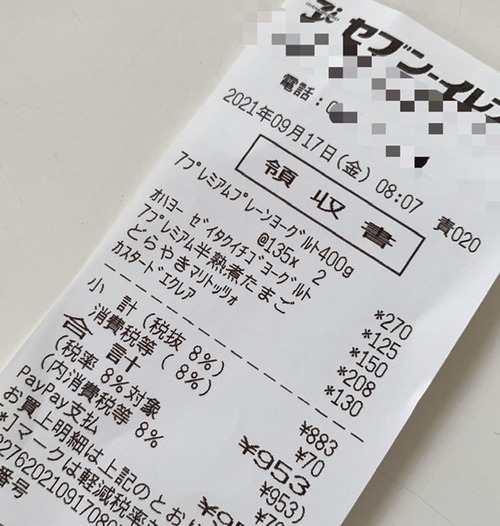 セブン-イレ
電話:0
2021年09月17日(金) 08:07 責020
領収書
7プレミアムプレーンヨーグルト400g
@135x 2 *270
オハヨー ゼイタクイチゴヨーグルト *125
7プレミアム半熟煮たまご *150
どらやきマリトッツォ *208
カスタードエクレア *130
小 計(税抜 8%) ¥883
消費税等( 8%) ¥70
合 計 ¥953
(税率 8%対象 ¥953)
(内消費税等 8%
PayPay支払
お買上明細は上記のとおり
*Jマークは軽減税率
番号